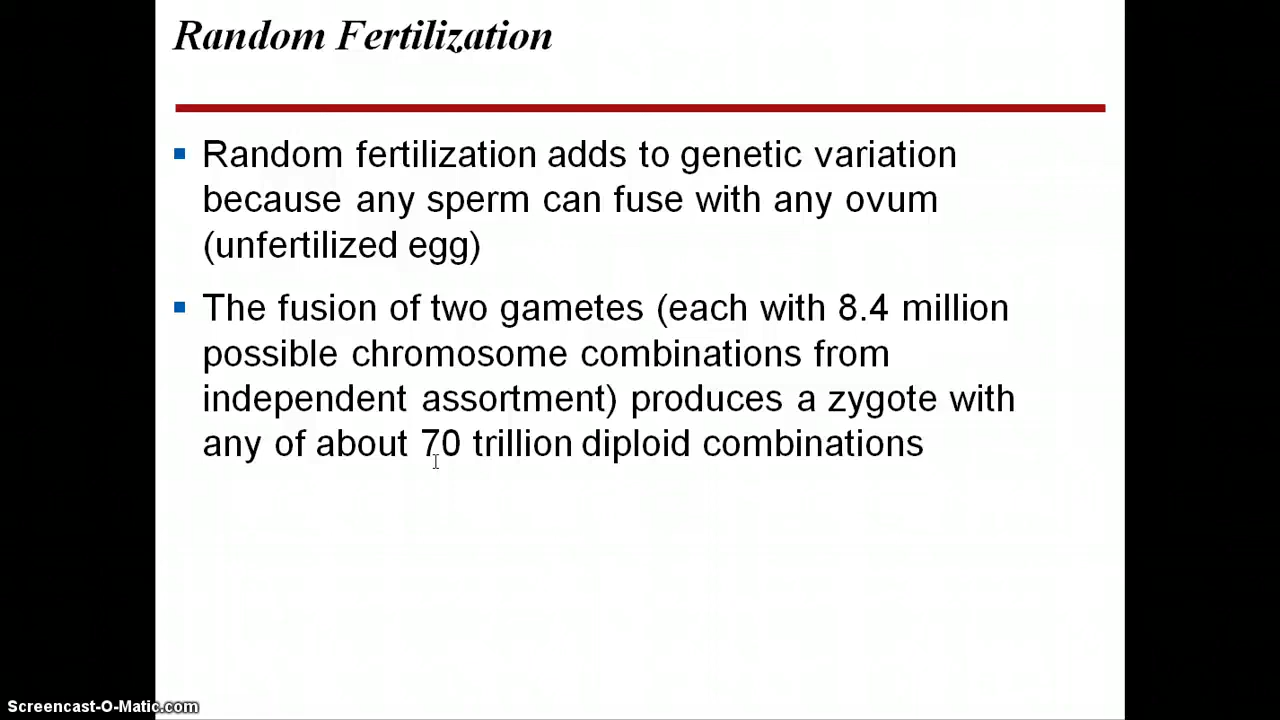 Random Fertilization
Random fertilization adds to genetic variation
because any sperm can fuse with any ovum
(unfertilized egg)
The fusion of two gametes (each with 8.4 million
possible chromosome combinations from
independent assortment) produces a zygote with
any of about 70 trillion diploid combinations
Screencast-O-Matic.com